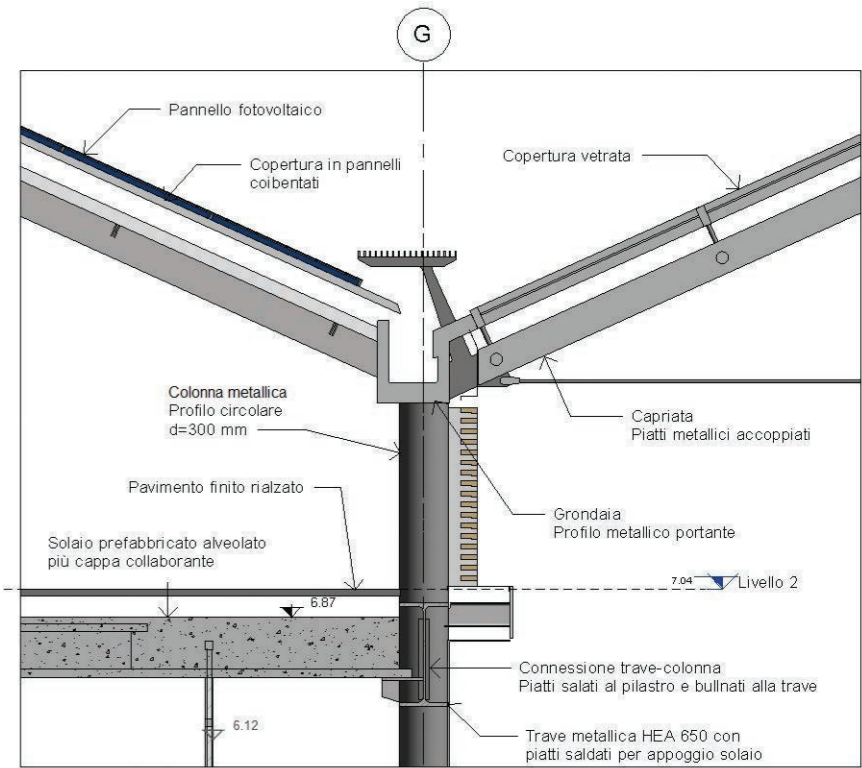 G
Pannello fotovoltaico
Copertura in pannelli
coibentati
Copertura vetrata
Colonna metallica
Profilo circolare
d=300 mm
Capriata
Piatti metallici accoppiati
Pavimento finito rialzato
Grondaia
Profilo metallico portante
Solaio prefabbricato alveolato
più cappa collaborante
7.04
Livello 2
6.87
Connessione trave-colonna
Piatti salati al pilastro e bullnati alla trave
6.12
Trave metallica HEA 650 con
piatti saldati per appoggio solaio